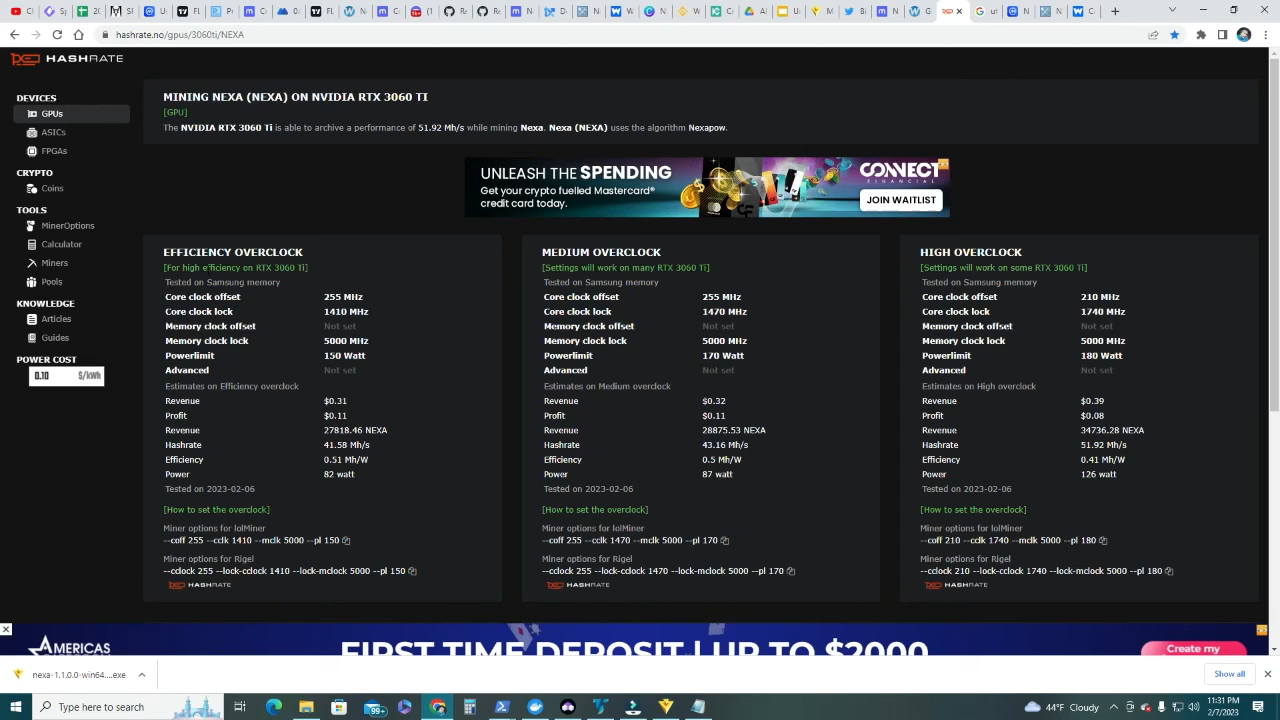 hashrate.no/gpus/3060ti/NEXA
HASHRATE
DEVICES
GPUs
ASICs
FPGAs
CRYPTO
Coins
TOOLS
MinerOptions
Calculator
Miners
Pools
KNOWLEDGE
Articles
Guides
POWER COST
0.10 $/kWh
MINING NEXA (NEXA) ON NVIDIA RTX 3060 TI
[GPU]
The NVIDIA RTX 3060 Ti is able to archive a performance of 51.92 Mh/s while mining Nexa. Nexa (NEXA) uses the algorithm Nexapow.
UNLEASH THE SPENDING
Get your crypto fuelled Mastercard®
credit card today.
CONNECT
FINANCIAL
JOIN WAITLIST
EFFICIENCY OVERCLOCK
[For high efficiency on RTX 3060 Ti]
Tested on Samsung memory
Core clock offset 255 MHz
Core clock lock 1410 MHz
Memory clock offset Not set
Memory clock lock 5000 MHz
Powerlimit 150 Watt
Advanced Not set
Estimates on Efficiency overclock
Revenue $0.31
Profit $0.11
Revenue 27818.46 NEXA
Hashrate 41.58 Mh/s
Efficiency 0.51 Mh/W
Power 82 watt
Tested on 2023-02-06
[How to set the overclock]
Miner options for lolMiner
--coff 255 --cclk 1410 --mclk 5000 --pl 150
Miner options for Rigel
--cclock 255 --lock-cclock 1410 --lock-mclock 5000 --pl 150
HASHRATE
MEDIUM OVERCLOCK
[Settings will work on many RTX 3060 Ti]
Tested on Samsung memory
Core clock offset 255 MHz
Core clock lock 1470 MHz
Memory clock offset Not set
Memory clock lock 5000 MHz
Powerlimit 170 Watt
Advanced Not set
Estimates on Medium overclock
Revenue $0.32
Profit $0.11
Revenue 28875.53 NEXA
Hashrate 43.16 Mh/s
Efficiency 0.5 Mh/W
Power 87 watt
Tested on 2023-02-06
[How to set the overclock]
Miner options for lolMiner
--coff 255 --cclk 1470 --mclk 5000 --pl 170
Miner options for Rigel
--cclock 255 --lock-cclock 1470 --lock-mclock 5000 --pl 170
HASHRATE
HIGH OVERCLOCK
[Settings will work on some RTX 3060 Ti]
Tested on Samsung memory
Core clock offset 210 MHz
Core clock lock 1740 MHz
Memory clock offset Not set
Memory clock lock 5000 MHz
Powerlimit 180 Watt
Advanced Not set
Estimates on High overclock
Revenue $0.39
Profit $0.08
Revenue 34736.28 NEXA
Hashrate 51.92 Mh/s
Efficiency 0.41 Mh/W
Power 126 watt
Tested on 2023-02-06
[How to set the overclock]
Miner options for lolMiner
--coff 210 --cclk 1740 --mclk 5000 --pl 180
Miner options for Rigel
--cclock 210 --lock-cclock 1740 --lock-mclock 5000 --pl 180
HASHRATE
AMERICAS
FIRST TIME DEPOSIT | UP TO $2000
Create my
nexa-1.1.0.0-win64....exe
Show all
Type here to search
99+
44°F Cloudy
11:31 PM
2/7/2023